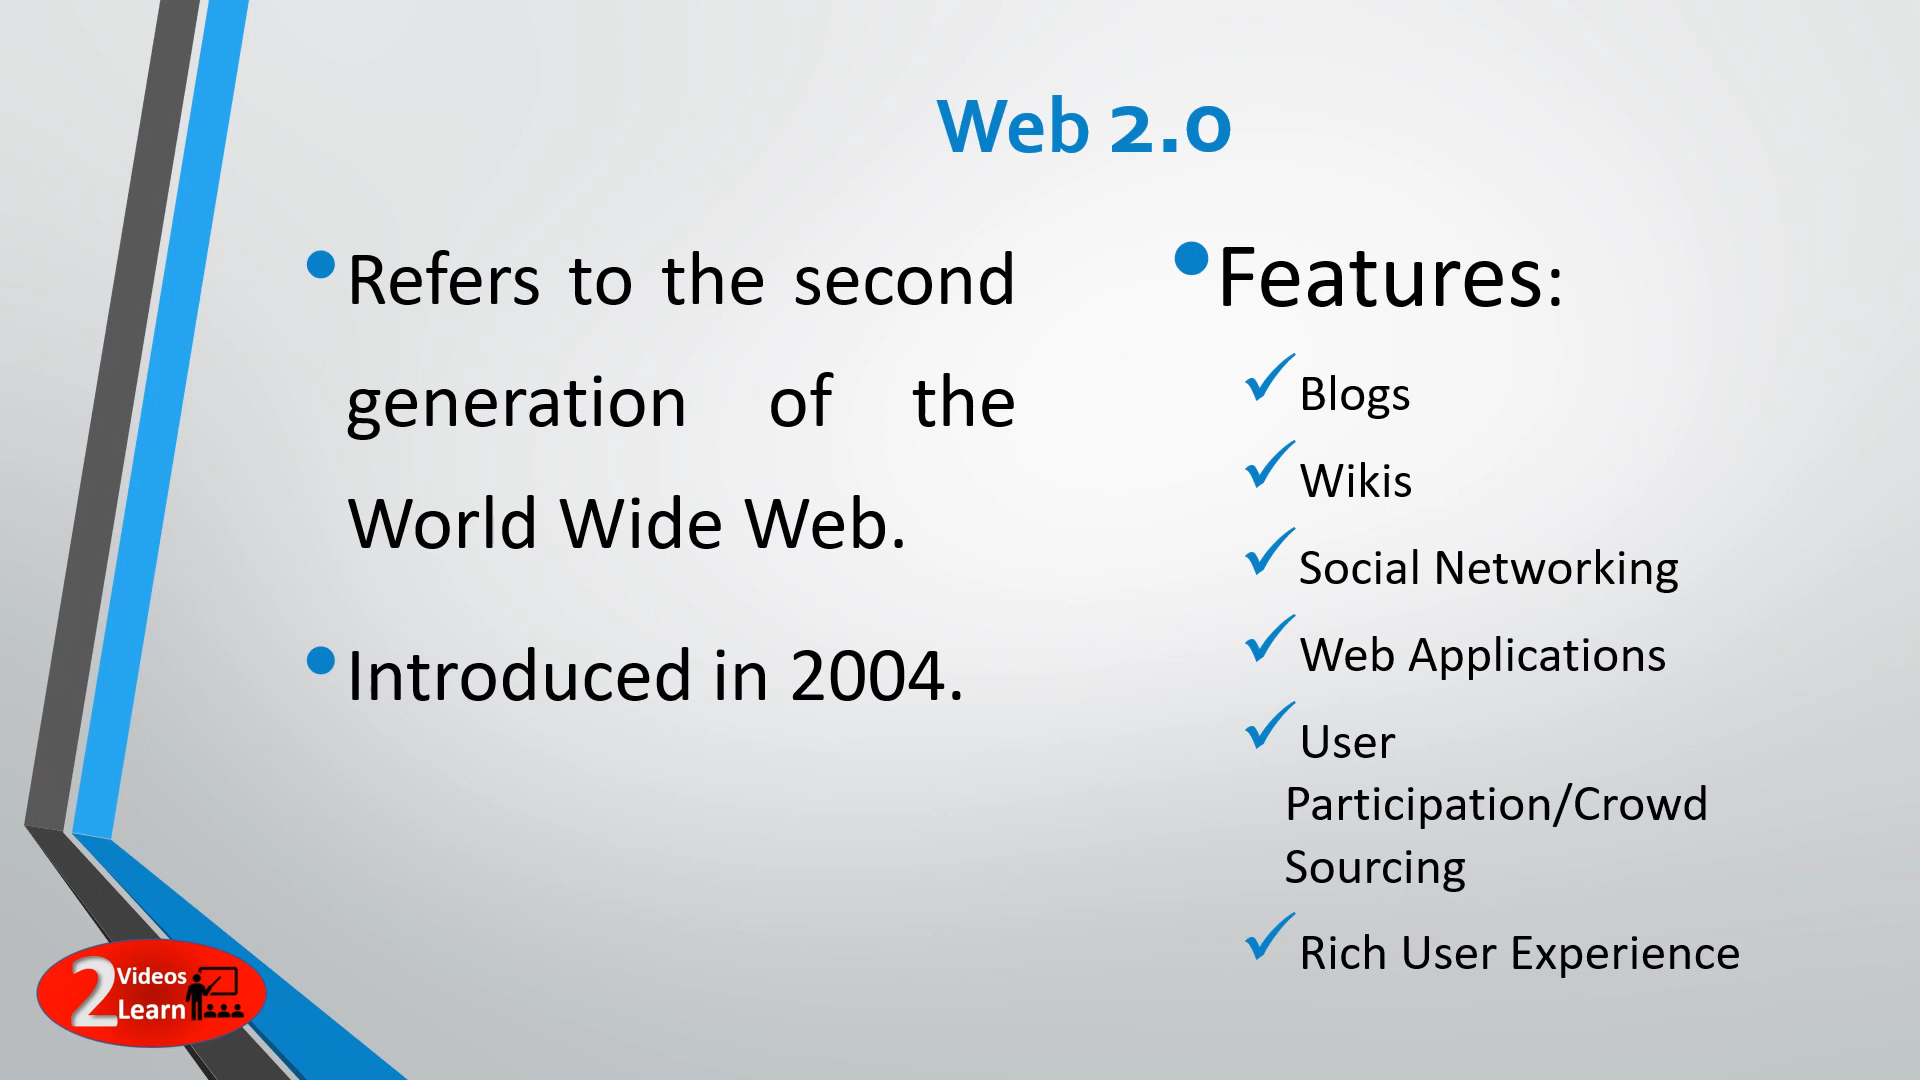 Web 2.0
Refers to the second
generation of the
World Wide Web.
Introduced in 2004.
Features:
Blogs
Wikis
Social Networking
Web Applications
User
Participation/Crowd
Sourcing
Rich User Experience
2 Videos
Learn